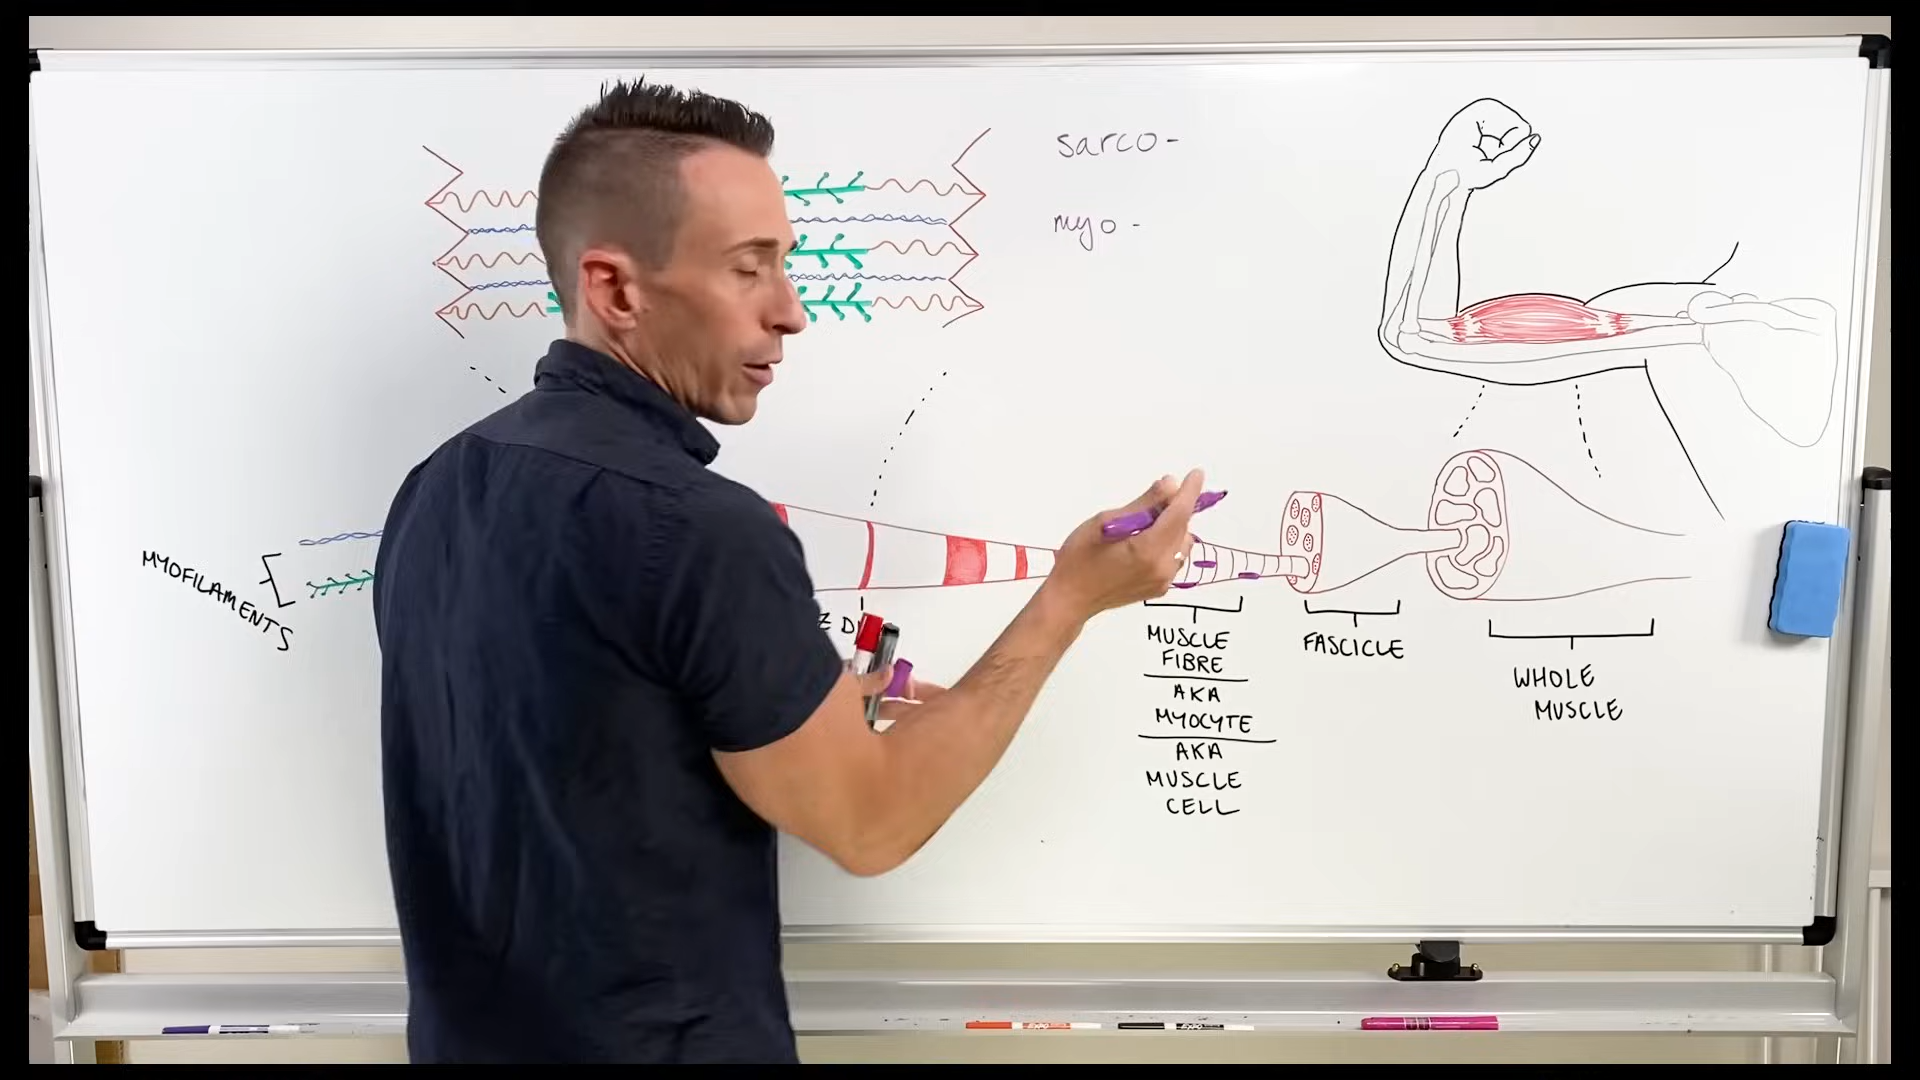 sarco-
myo-
MYOFILAMENTS
Z D
MUSCLE
FIBRE
AKA
MYOCYTE
AKA
MUSCLE
CELL
FASCICLE
WHOLE
MUSCLE